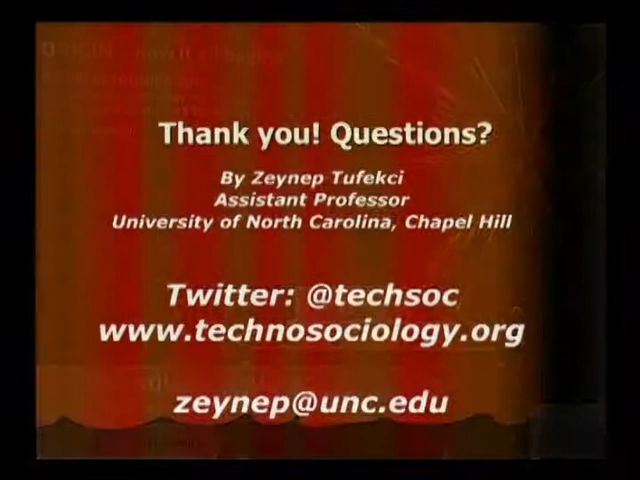 Thank you! Questions?
By Zeynep Tufekci
Assistant Professor
University of North Carolina, Chapel Hill
Twitter: @techsoc
www.technosociology.org
zeynep@unc.edu